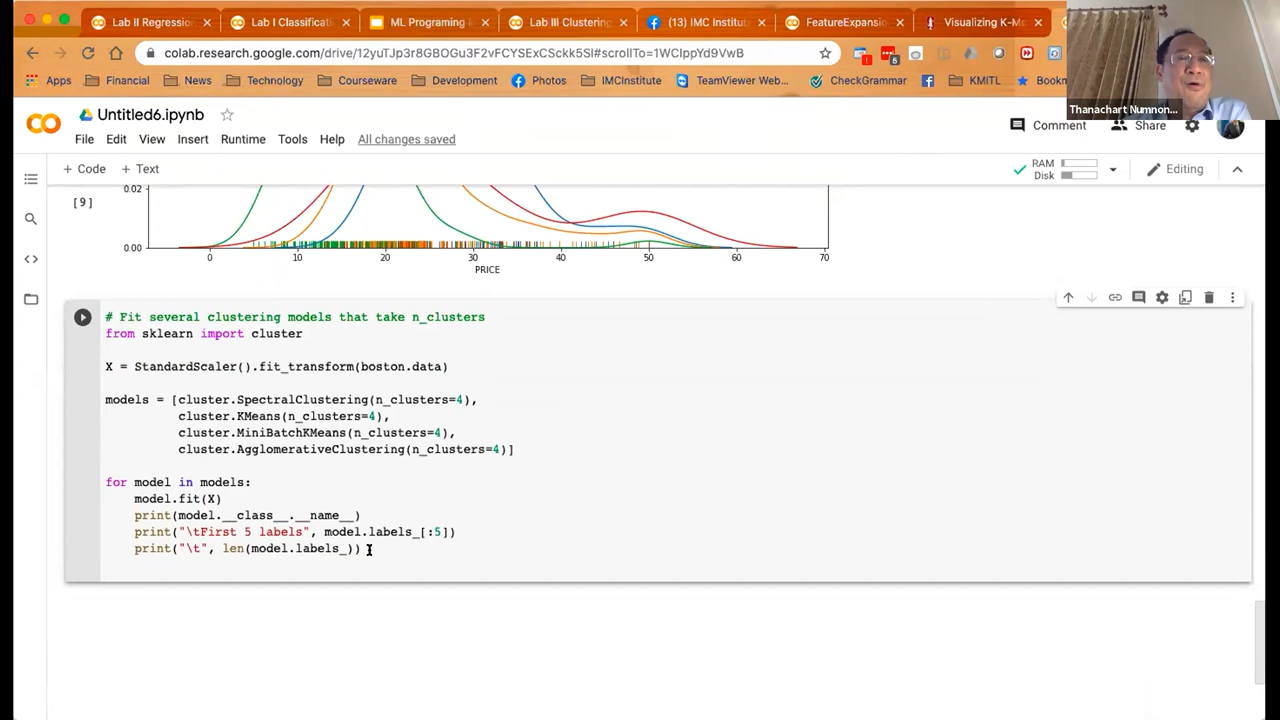 Lab II Regressi
Lab I Classificati
ML Programing
Lab III Clustering
(13) IMC Institu
FeatureExpansio
Visualizing K-Me
colab.research.google.com/drive/12yuTJp3r8GBOGu3F2vFCYSExCSckk5Sl#scrollTo=1WCIppYd9VwB
Apps
Financial
News
Technology
Courseware
Development
Photos
IMCInstitute
TeamViewer Web...
CheckGrammar
KMITL
Bookm
Thanachart Numnon...
Untitled6.ipynb
Comment
Share
File Edit View Insert Runtime Tools Help All changes saved
+ Code + Text
RAM
Disk
Editing
[9]
0.02
0.00
0 10 20 30 40 50 60 70
PRICE
# Fit several clustering models that take n_clusters
from sklearn import cluster
X = StandardScaler().fit_transform(boston.data)
models = [cluster.SpectralClustering(n_clusters=4),
cluster.KMeans(n_clusters=4),
cluster.MiniBatchKMeans(n_clusters=4),
cluster.AgglomerativeClustering(n_clusters=4)]
for model in models:
model.fit(X)
print(model.__class__.__name__)
print("\tFirst 5 labels", model.labels_[:5])
print("\t", len(model.labels_))